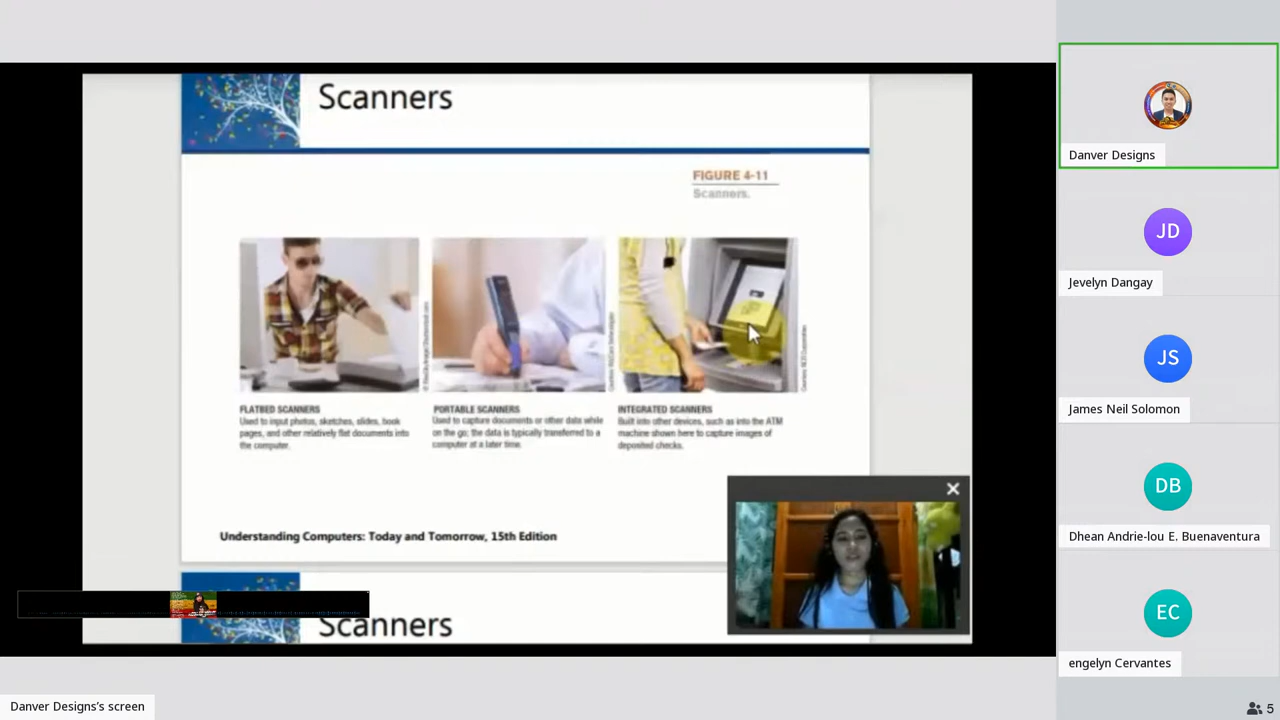 Scanners
FIGURE 4-11
Scanners.
FLATBED SCANNERS
Used to input photos, sketches, slides, book
pages, and other relatively flat documents into
the computer.
PORTABLE SCANNERS
Used to capture documents or other data while
on the go; the data is typically transferred to a
computer at a later time.
INTEGRATED SCANNERS
Built into other devices, such as into the ATM
machine shown here to capture images of
deposited checks.
Understanding Computers: Today and Tomorrow, 15th Edition
Scanners
Danver Designs's screen
Danver Designs
JD
Jevelyn Dangay
JS
James Neil Solomon
DB
Dhean Andrie-lou E. Buenaventura
EC
engelyn Cervantes
5